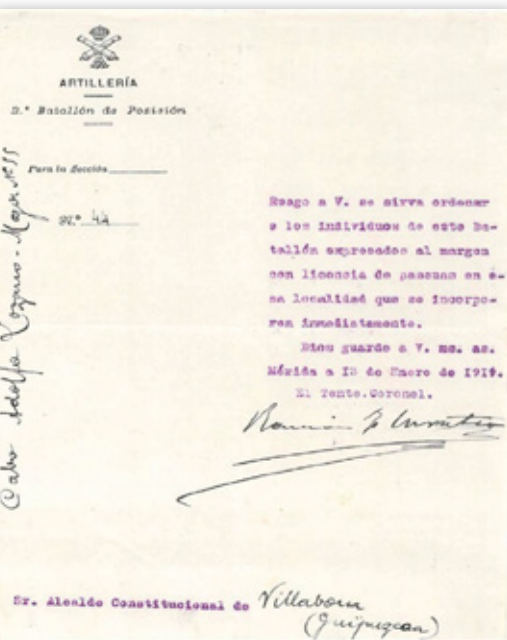 ARTILLERÍA
3.º Batallón de Posición
Para la Sección
N.º 44
Cabo Adolfo Lozano - Mayor Nº 55
Ruego a V. se sirva ordenar
a los individuos de este Ba-
tallón expresados al margen
con licencia de pascuas en e-
sa localidad que se incorpo-
ren inmediatamente.
Dios guarde a V. ms. as.
Mérida a 13 de Enero de 1919.
El Tente.Coronel.
Sr. Alcalde Constitucional de Villabona
(Guipuzcoa)